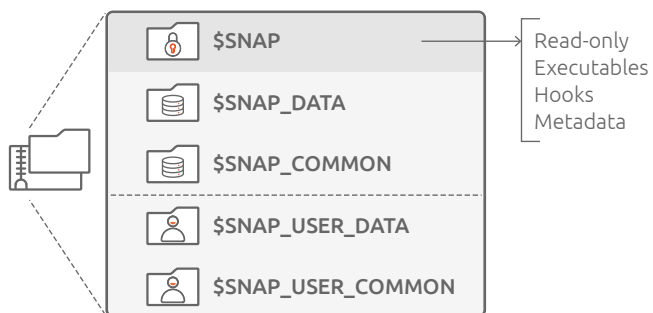 $SNAP
Read-only
Executables
Hooks
Metadata
$SNAP_DATA
$SNAP_COMMON
$SNAP_USER_DATA
$SNAP_USER_COMMON